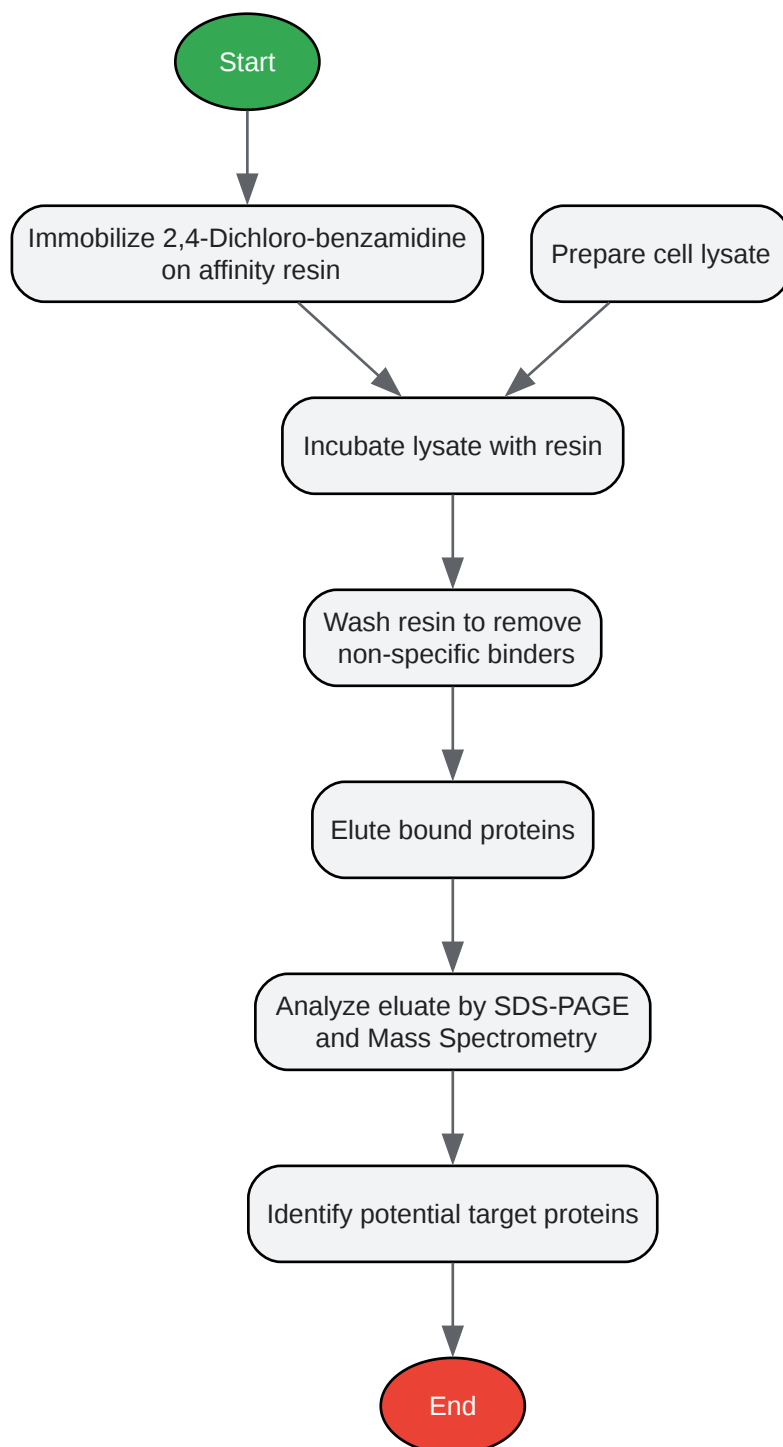 Start
Immobilize 2,4-Dichloro-benzamidine
on affinity resin
Prepare cell lysate
Incubate lysate with resin
Wash resin to remove
non-specific binders
Elute bound proteins
Analyze eluate by SDS-PAGE
and Mass Spectrometry
Identify potential target proteins
End